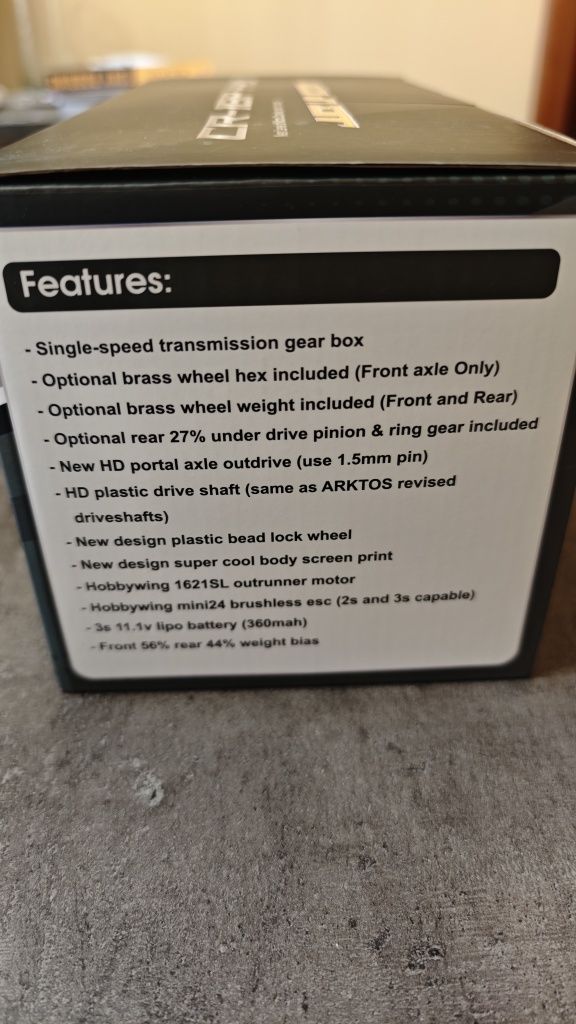 Features:
- Single-speed transmission gear box
- Optional brass wheel hex included (Front axle Only)
- Optional brass wheel weight included (Front and Rear)
- Optional rear 27% under drive pinion & ring gear included
- New HD portal axle outdrive (use 1.5mm pin)
- HD plastic drive shaft (same as ARKTOS revised
driveshafts)
- New design plastic bead lock wheel
- New design super cool body screen print
- Hobbywing 1621SL outrunner motor
- Hobbywing mini24 brushless esc (2s and 3s capable)
- 3s 11.1v lipo battery (360mah)
- Front 56% rear 44% weight bias